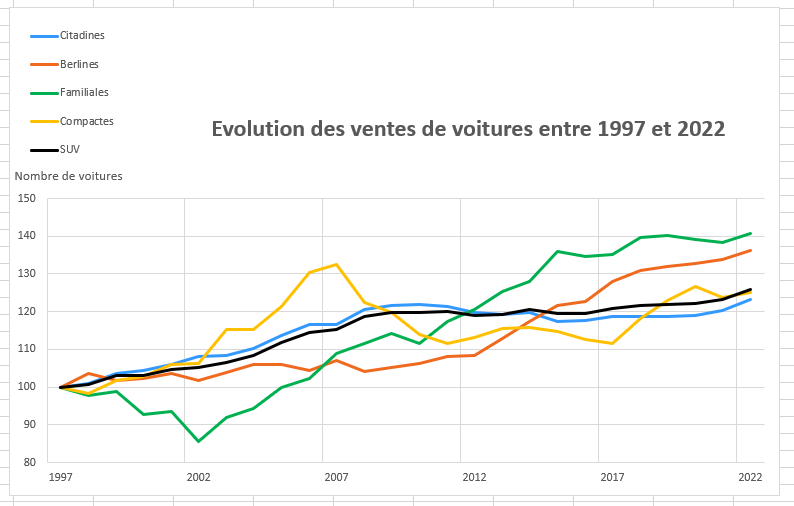 Citadines
Berlines
Familiales
Compactes
SUV
Evolution des ventes de voitures entre 1997 et 2022
Nombre de voitures
150
140
130
120
110
100
90
80
1997 2002 2007 2012 2017 2022